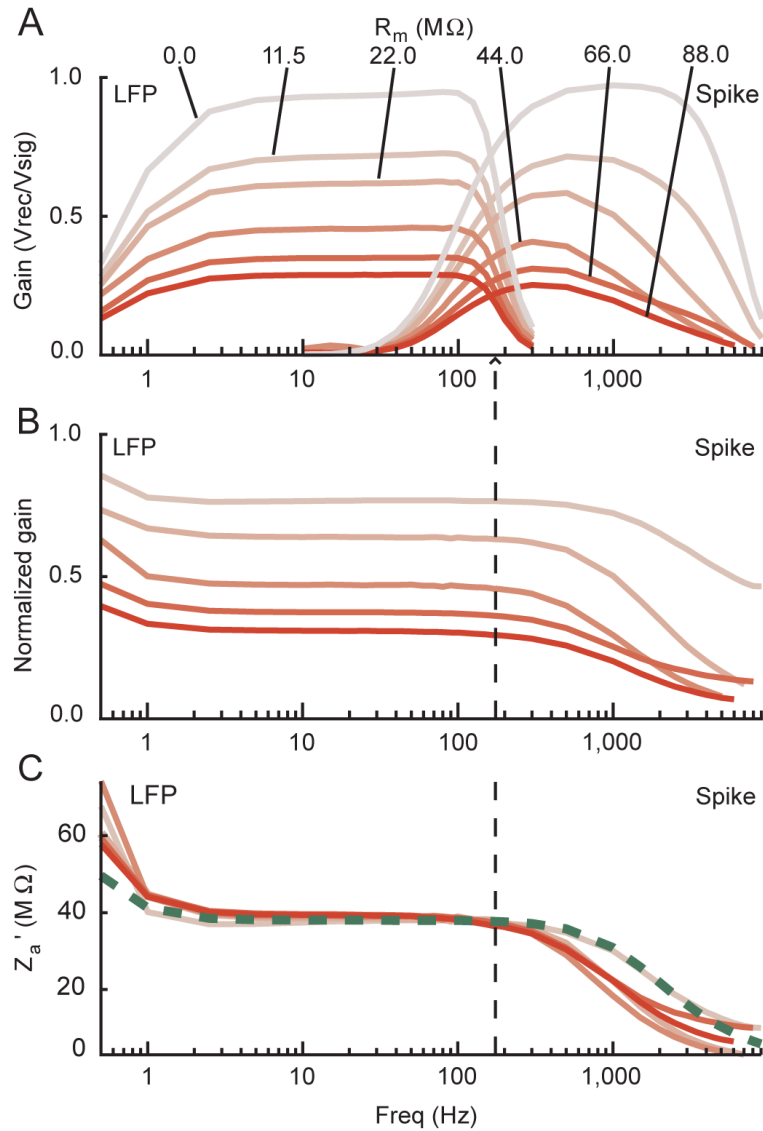 A
R_m (MΩ)
0.0 11.5 22.0 44.0 66.0 88.0
LFP Spike
Gain (Vrec/Vsig)
1.0
0.5
0.0
1 10 100 1,000
B
LFP Spike
Normalized gain
1.0
0.5
0.0
1 10 100 1,000
C
LFP Spike
Z_a' (MΩ)
60
40
20
0
1 10 100 1,000
Freq (Hz)